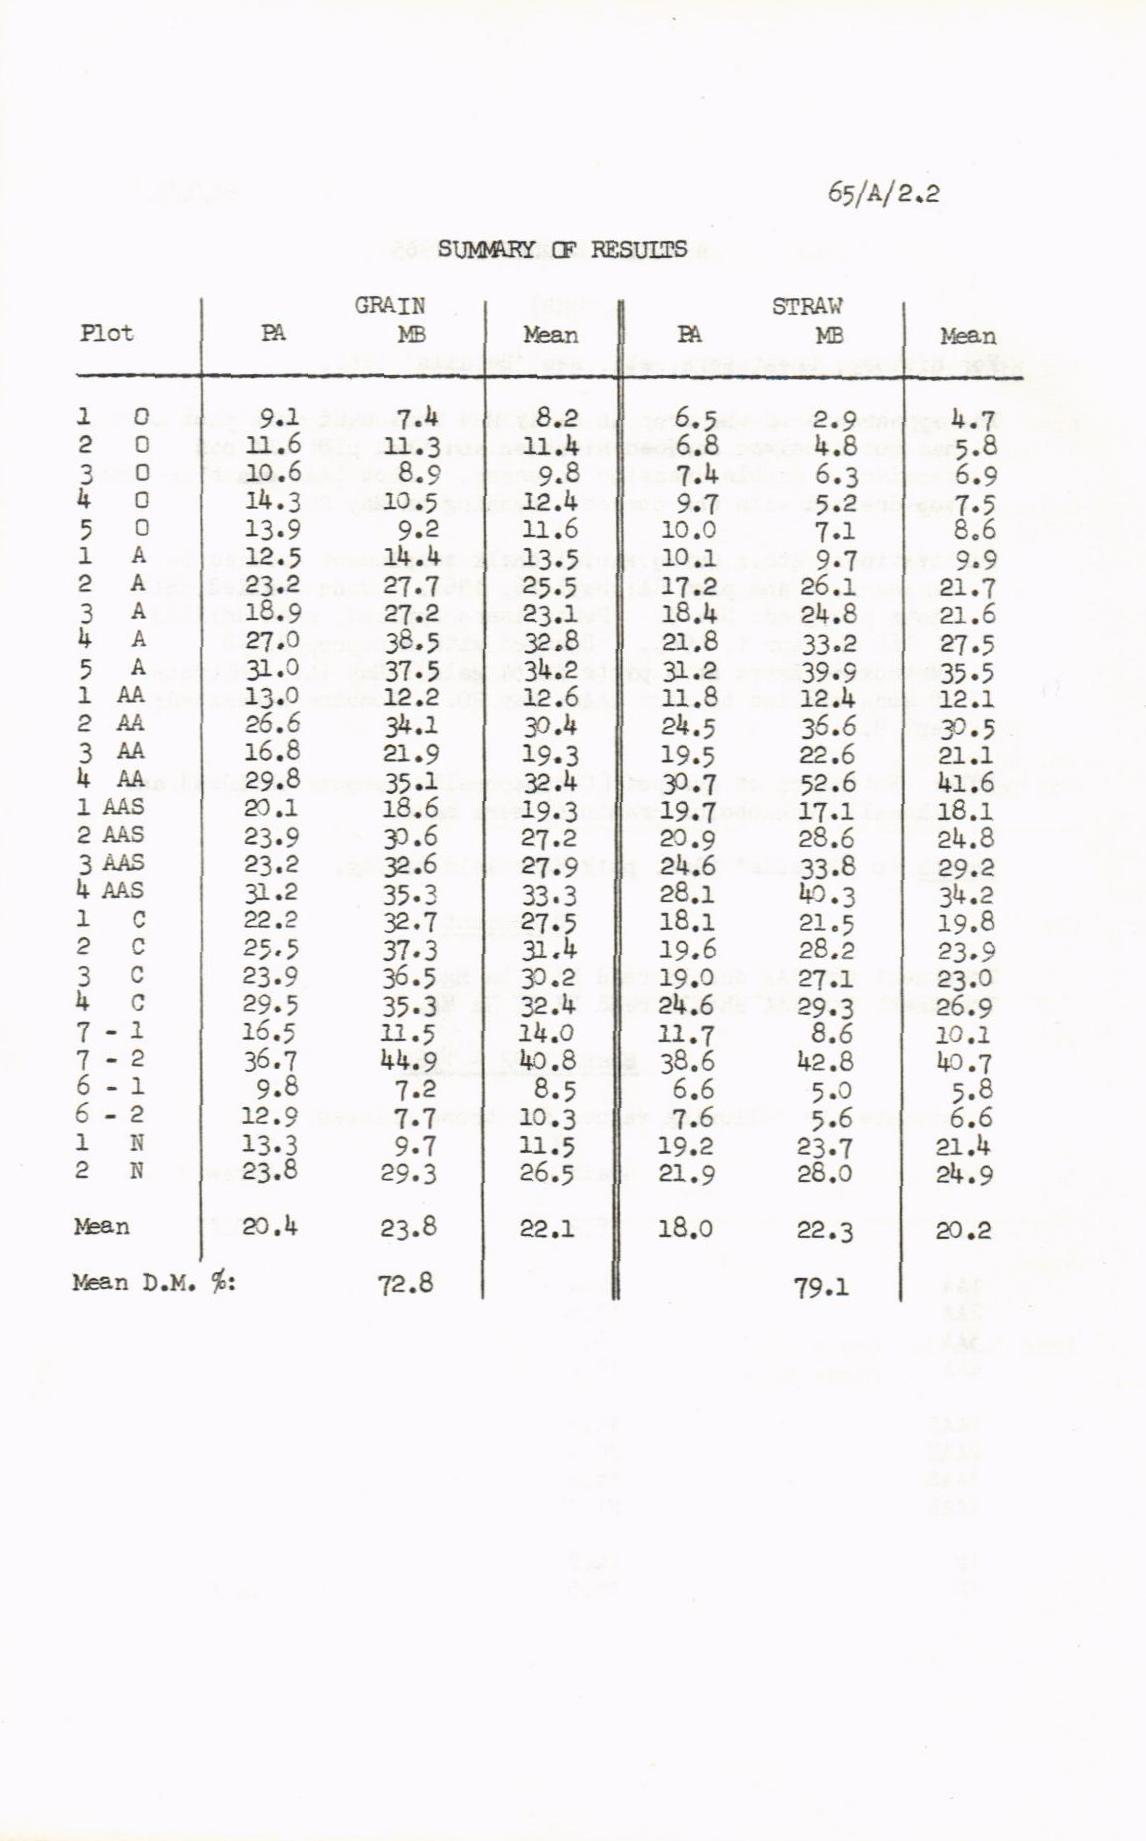 65/A/2.2
SUMMARY OF RESULTS
GRAIN STRAW
Plot PA MB Mean PA MB Mean
1 O 9.1 7.4 8.2 6.5 2.9 4.7
2 O 11.6 11.3 11.4 6.8 4.8 5.8
3 O 10.6 8.9 9.8 7.4 6.3 6.9
4 O 14.3 10.5 12.4 9.7 5.2 7.5
5 O 13.9 9.2 11.6 10.0 7.1 8.6
1 A 12.5 14.4 13.5 10.1 9.7 9.9
2 A 23.2 27.7 25.5 17.2 26.1 21.7
3 A 18.9 27.2 23.1 18.4 24.8 21.6
4 A 27.0 38.5 32.8 21.8 33.2 27.5
5 A 31.0 37.5 34.2 31.2 39.9 35.5
1 AA 13.0 12.2 12.6 11.8 12.4 12.1
2 AA 26.6 34.1 30.4 24.5 36.6 30.5
3 AA 16.8 21.9 19.3 19.5 22.6 21.1
4 AA 29.8 35.1 32.4 30.7 52.6 41.6
1 AAS 20.1 18.6 19.3 19.7 17.1 18.1
2 AAS 23.9 30.6 27.2 20.9 28.6 24.8
3 AAS 23.2 32.6 27.9 24.6 33.8 29.2
4 AAS 31.2 35.3 33.3 28.1 40.3 34.2
1 C 22.2 32.7 27.5 18.1 21.5 19.8
2 C 25.5 37.3 31.4 19.6 28.2 23.9
3 C 23.9 36.5 30.2 19.0 27.1 23.0
4 C 29.5 35.3 32.4 24.6 29.3 26.9
7 - 1 16.5 11.5 14.0 11.7 8.6 10.1
7 - 2 36.7 44.9 40.8 38.6 42.8 40.7
6 - 1 9.8 7.2 8.5 6.6 5.0 5.8
6 - 2 12.9 7.7 10.3 7.6 5.6 6.6
1 N 13.3 9.7 11.5 19.2 23.7 21.4
2 N 23.8 29.3 26.5 21.9 28.0 24.9
Mean 20.4 23.8 22.1 18.0 22.3 20.2
Mean D.M. %: 72.8 79.1